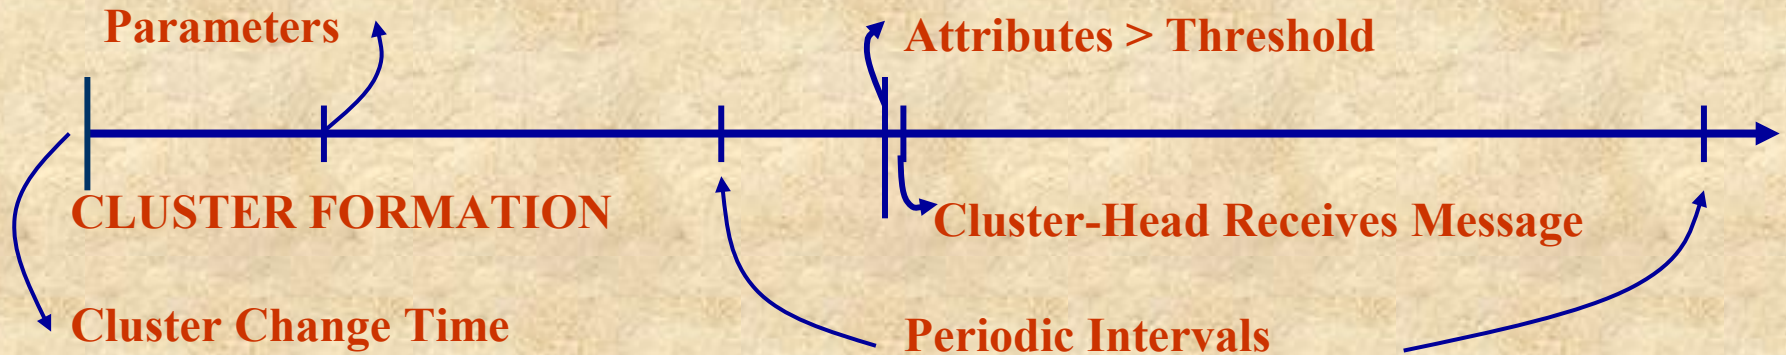 Parameters
Attributes > Threshold
CLUSTER FORMATION
Cluster-Head Receives Message
Cluster Change Time
Periodic Intervals